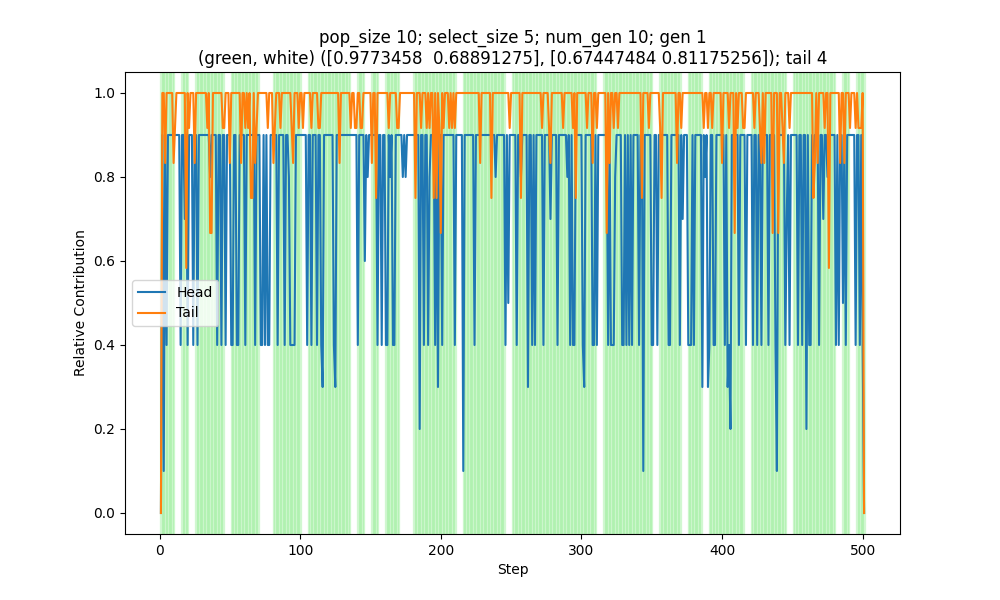 pop_size 10; select_size 5; num_gen 10; gen 1
(green, white) ([0.9773458  0.68891275], [0.67447484 0.81175256]); tail 4
1.0
0.8
0.6
0.4
0.2
0.0
Relative Contribution
Head
Tail
0
100
200
300
400
500
Step